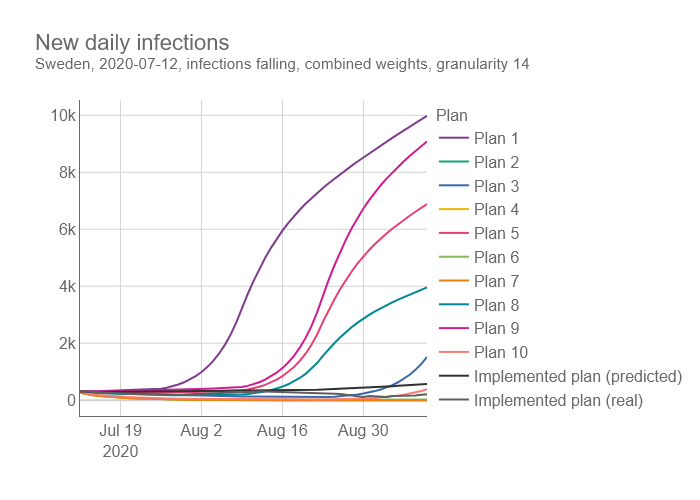 New daily infections
Sweden, 2020-07-12, infections falling, combined weights, granularity 14
10k
8k
6k
4k
2k
0
Jul 19
2020
Aug 2
Aug 16
Aug 30
Plan
Plan 1
Plan 2
Plan 3
Plan 4
Plan 5
Plan 6
Plan 7
Plan 8
Plan 9
Plan 10
Implemented plan (predicted)
Implemented plan (real)